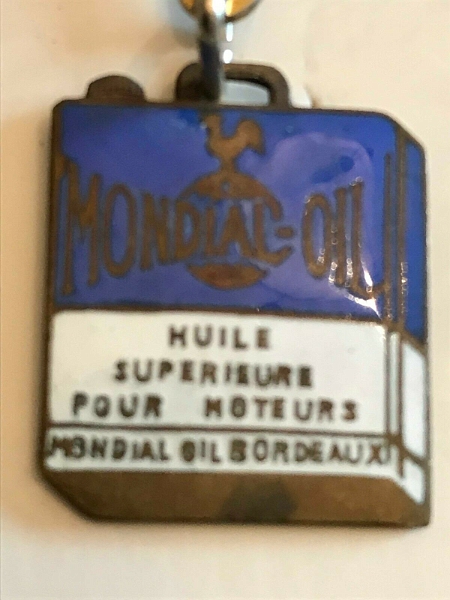 MONDIAL-OIL
HUILE
SUPERIEURE
POUR MOTEURS
MONDIAL OIL BORDEAUX